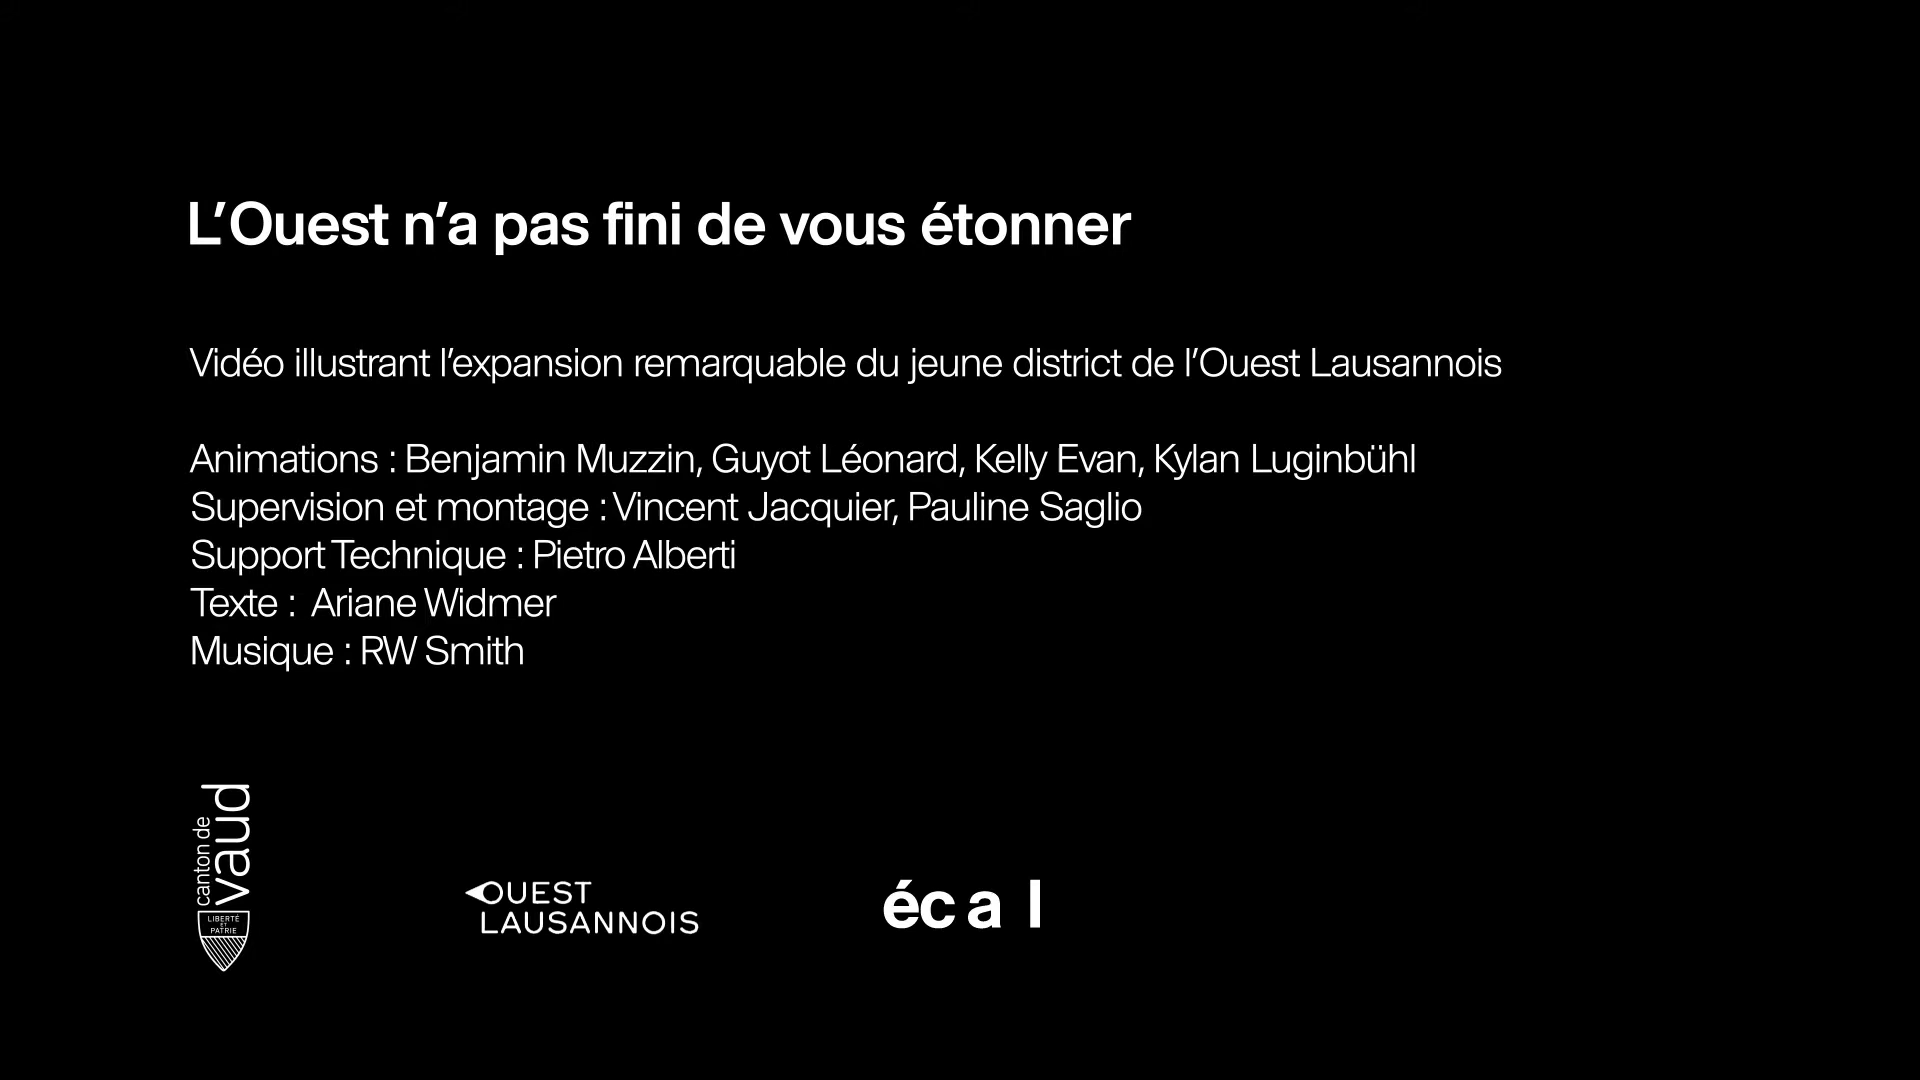 L’Ouest n’a pas fini de vous étonner
Vidéo illustrant l’expansion remarquable du jeune district de l’Ouest Lausannois
Animations : Benjamin Muzzin, Guyot Léonard, Kelly Evan, Kylan Luginbühl
Supervision et montage : Vincent Jacquier, Pauline Saglio
Support Technique : Pietro Alberti
Texte :  Ariane Widmer
Musique : RW Smith
canton de
vaud
LIBERTÉ
ET
PATRIE
OUEST
LAUSANNOIS
éc a l